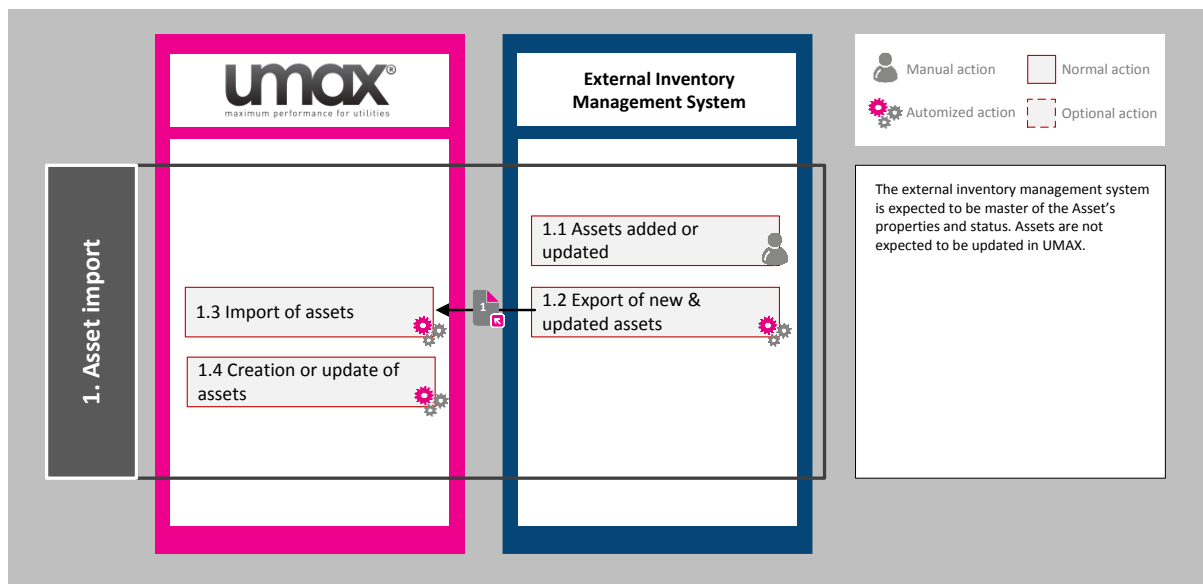 umax®
maximum performance for utilities
External Inventory
Management System
Manual action
Normal action
Automized action
Optional action
1. Asset import
1.1 Assets added or
updated
1.2 Export of new &
updated assets
1
1.3 Import of assets
1.4 Creation or update of
assets
The external inventory management system
is expected to be master of the Asset's
properties and status. Assets are not
expected to be updated in UMAX.